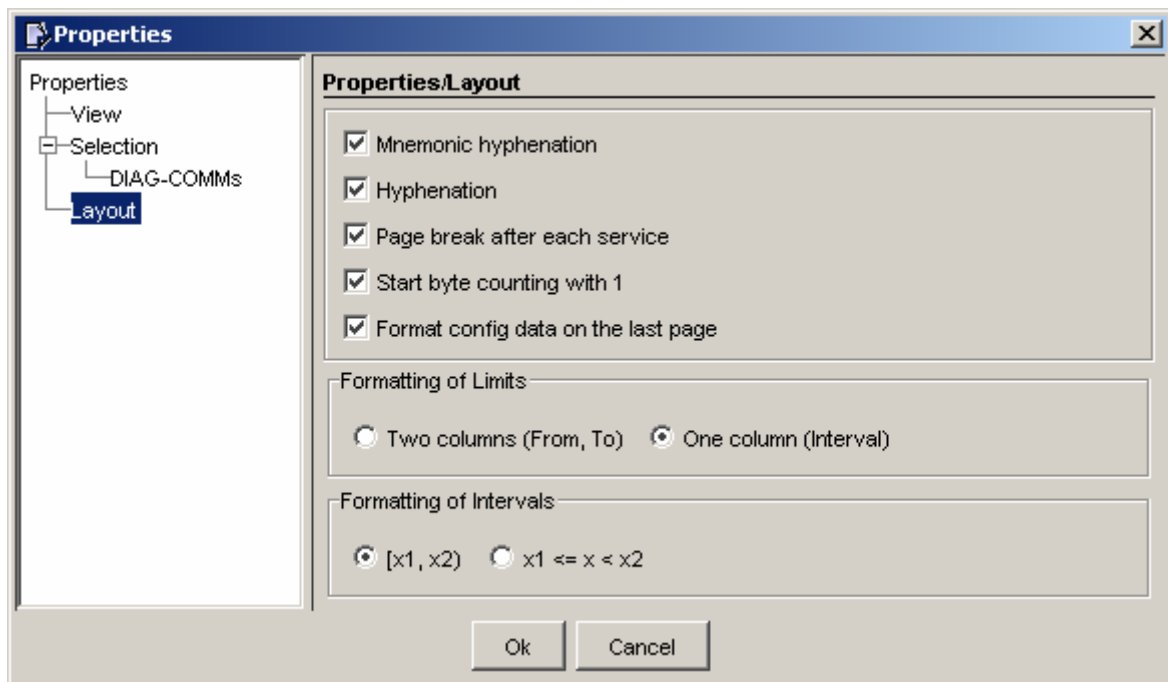 Properties
Properties
View
Selection
DIAG-COMMs
Layout
Properties/Layout
Mnemonic hyphenation
Hyphenation
Page break after each service
Start byte counting with 1
Format config data on the last page
Formatting of Limits
Two columns (From, To) One column (Interval)
Formatting of Intervals
[x1, x2) x1 <= x < x2
Ok Cancel